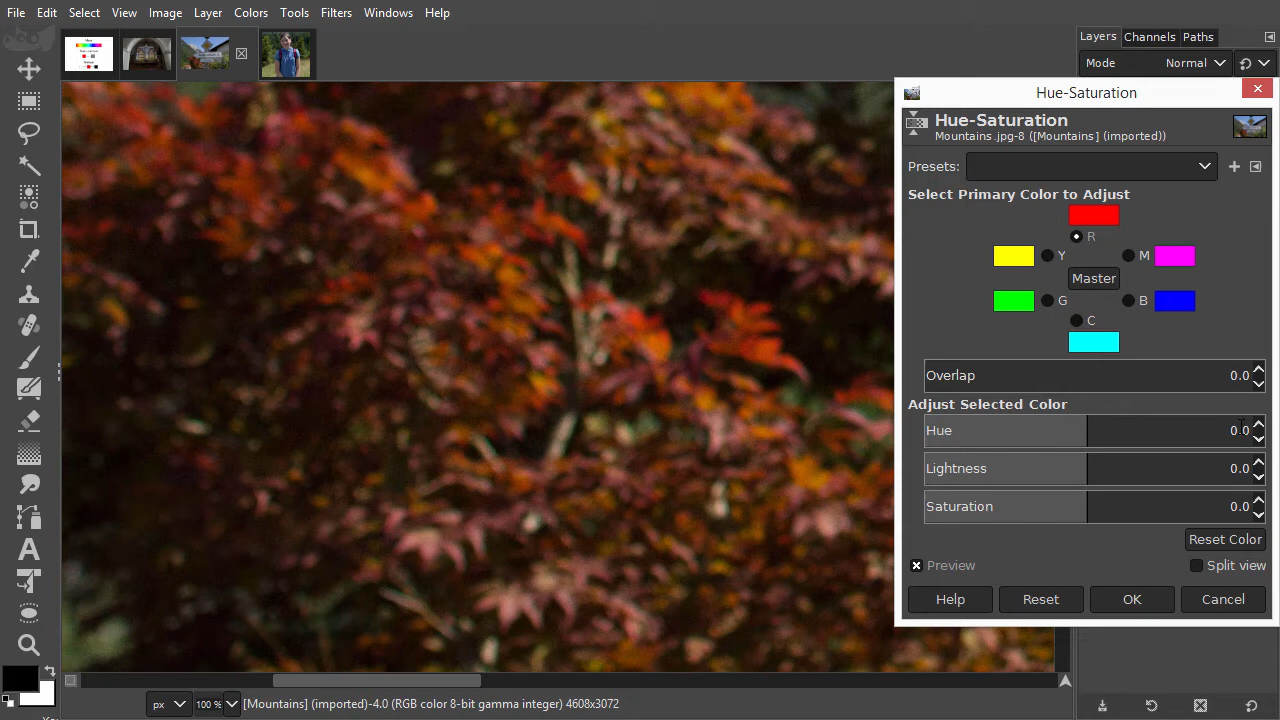 File Edit Select View Image Layer Colors Tools Filters Windows Help
Layers Channels Paths
Mode Normal
Hue-Saturation
Hue-Saturation
Mountains .jpg-8 ([Mountains] (imported))
Presets:
Select Primary Color to Adjust
R
Y M
Master
G B
C
Overlap 0.0
Adjust Selected Color
Hue 0.0
Lightness 0.0
Saturation 0.0
Reset Color
Preview Split view
Help Reset OK Cancel
px 100 % [Mountains] (imported)-4.0 (RGB color 8-bit gamma integer) 4608x3072